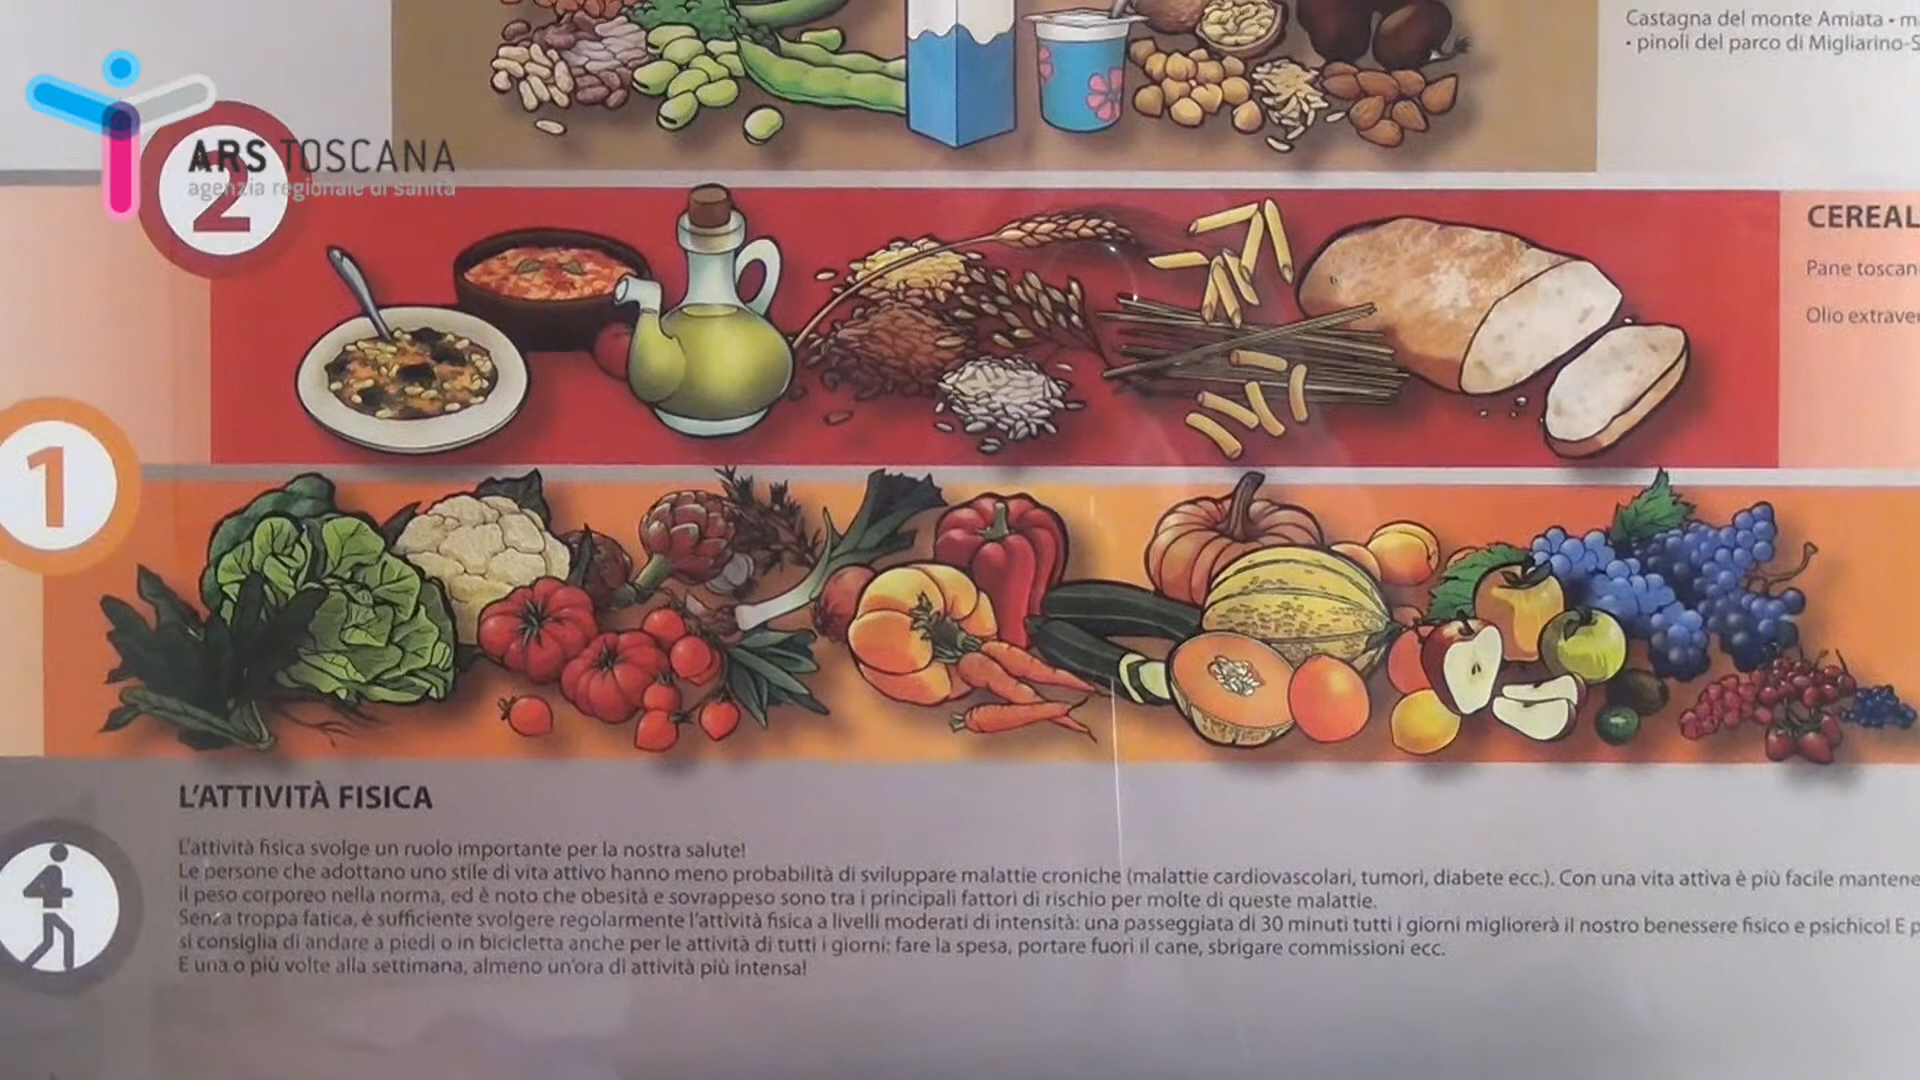 Castagna del monte Amiata • m
• pinoli del parco di Migliarino-S
ARS TOSCANA
agenzia regionale di sanità
2
CEREAL
Pane toscan
Olio extraver
1
L'ATTIVITÀ FISICA
L'attività fisica svolge un ruolo importante per la nostra salute!
Le persone che adottano uno stile di vita attivo hanno meno probabilità di sviluppare malattie croniche (malattie cardiovascolari, tumori, diabete ecc.). Con una vita attiva è più facile mantene
il peso corporeo nella norma, ed è noto che obesità e sovrappeso sono tra i principali fattori di rischio per molte di queste malattie.
Senza troppa fatica, è sufficiente svolgere regolarmente l'attività fisica a livelli moderati di intensità: una passeggiata di 30 minuti tutti i giorni migliorerà il nostro benessere fisico e psichico! E p
si consiglia di andare a piedi o in bicicletta anche per le attività di tutti i giorni: fare la spesa, portare fuori il cane, sbrigare commissioni ecc.
E una o più volte alla settimana, almeno un'ora di attività più intensa!